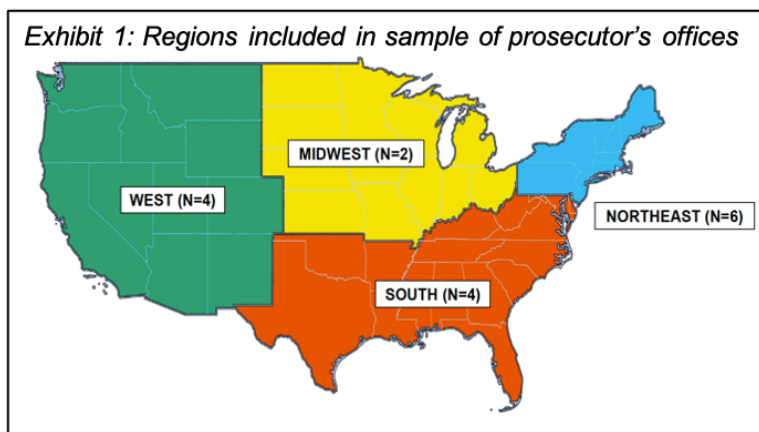 Exhibit 1: Regions included in sample of prosecutor's offices
MIDWEST (N=2)
WEST (N=4)
NORTHEAST (N=6)
SOUTH (N=4)